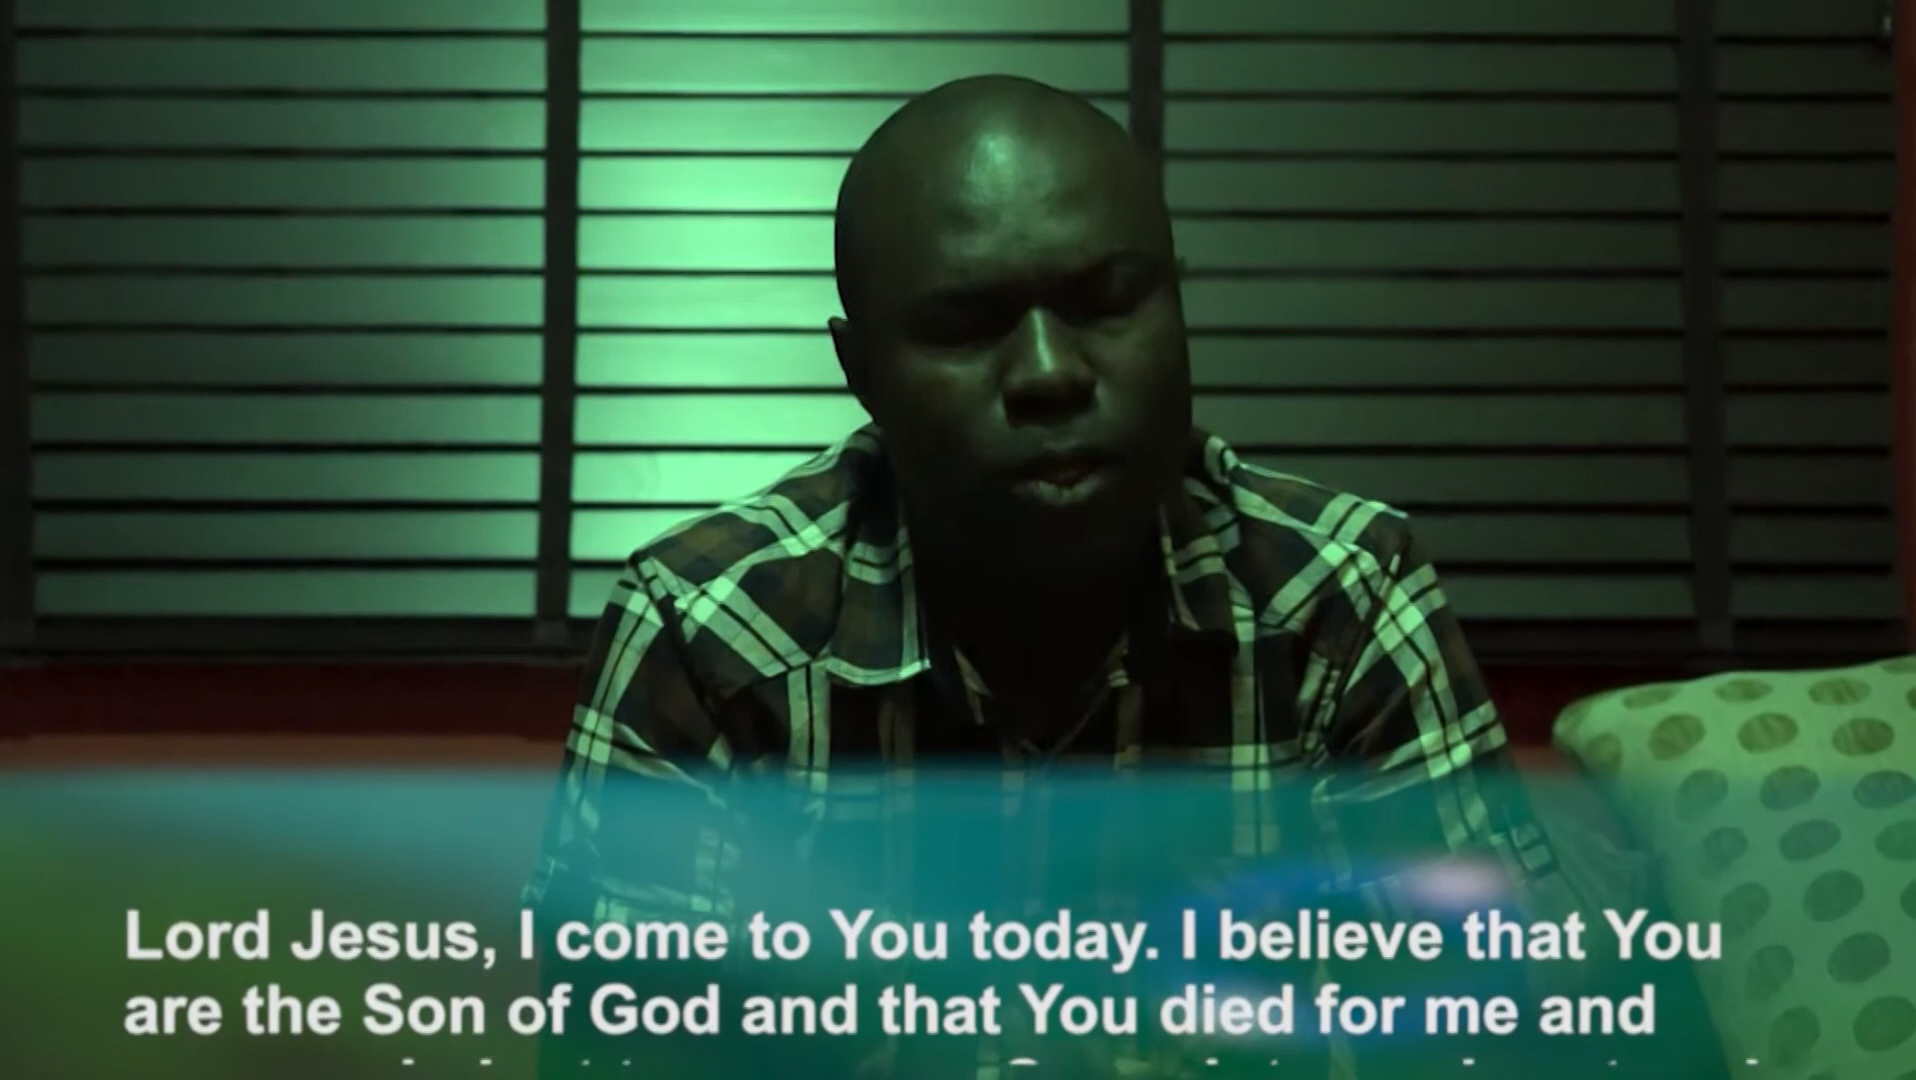 Lord Jesus, I come to You today. I believe that You
are the Son of God and that You died for me and